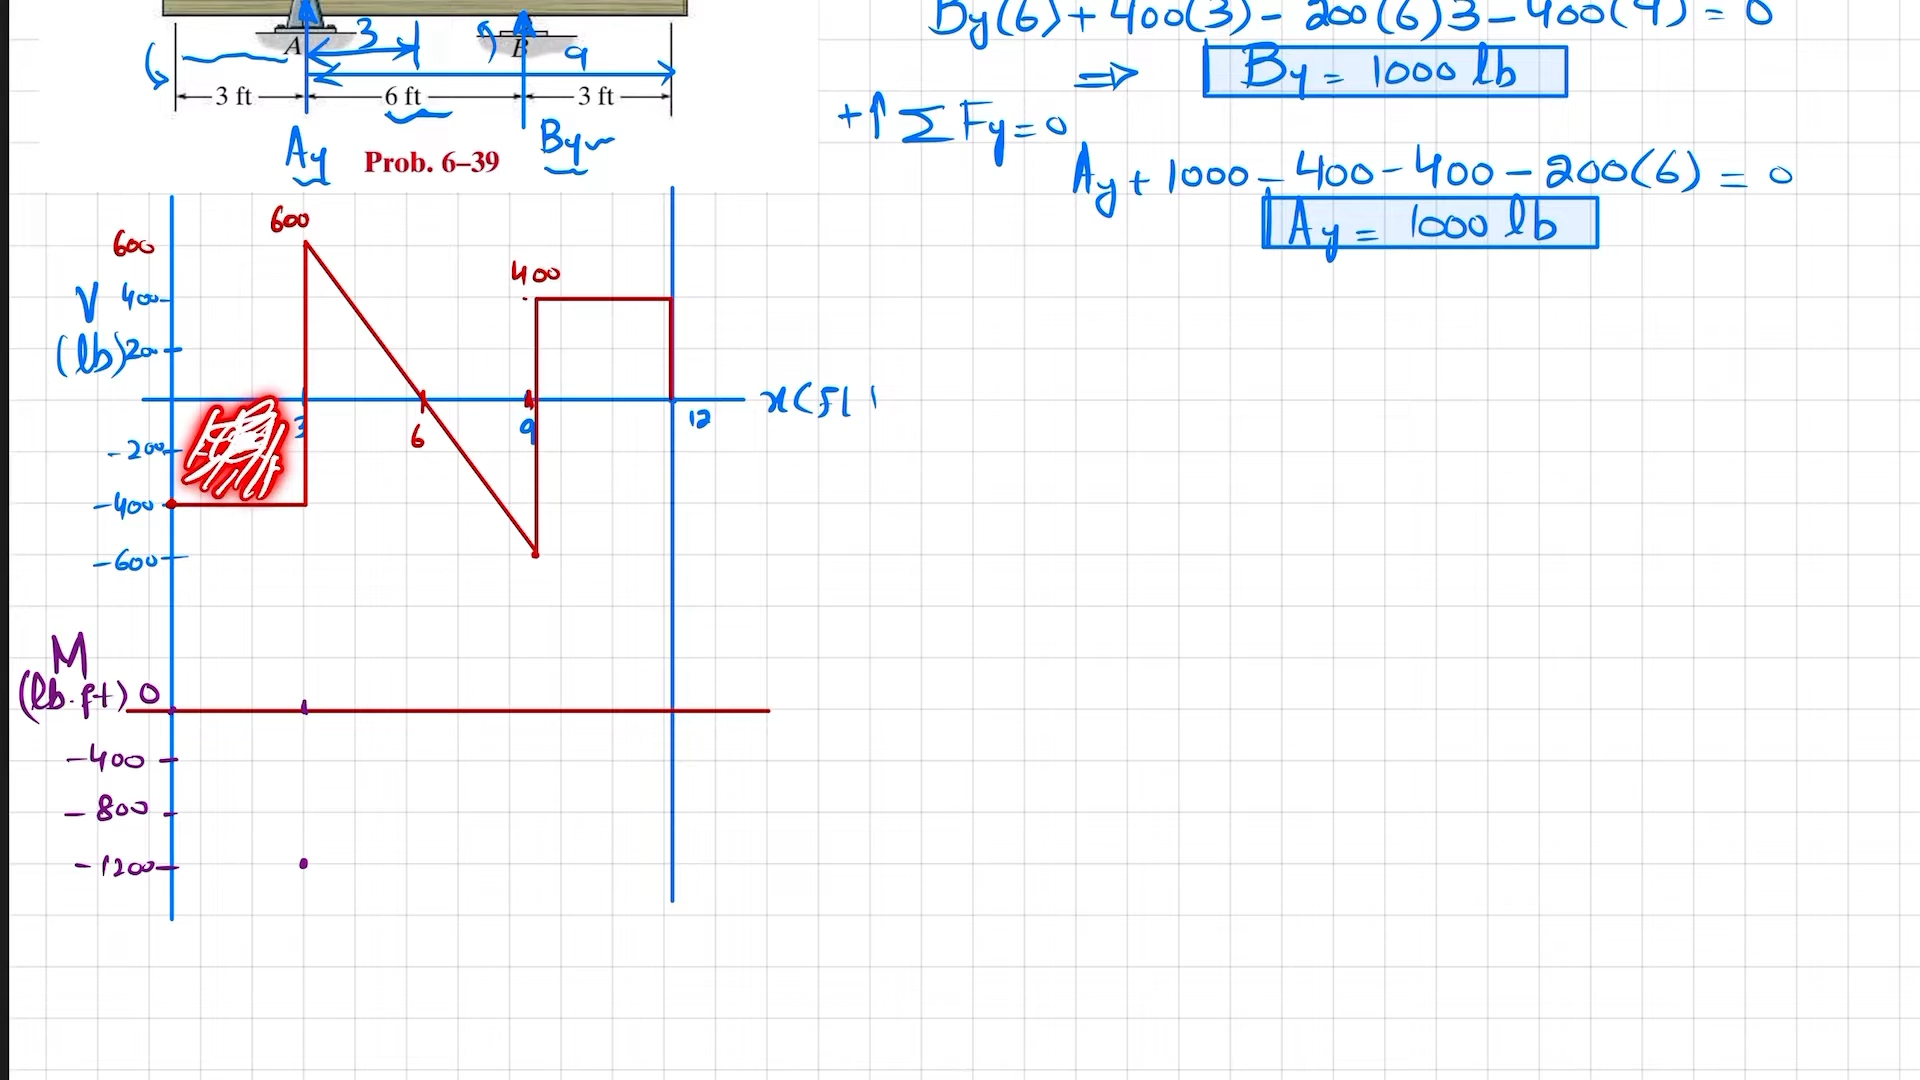 By(6) + 400(3) - 200(6)3 - 400(9) = 0
A 3 B 9
⇒ By = 1000 lb
3 ft 6 ft 3 ft
+↑ ΣFy = 0
Ay Prob. 6–39 By
Ay + 1000 - 400 - 400 - 200(6) = 0
Ay = 1000 lb
600
600
400
V 400
(lb) 200
x(ft
3 6 9 12
-200
-400
-600
M
(lb.ft) 0
-400
-800
-1200